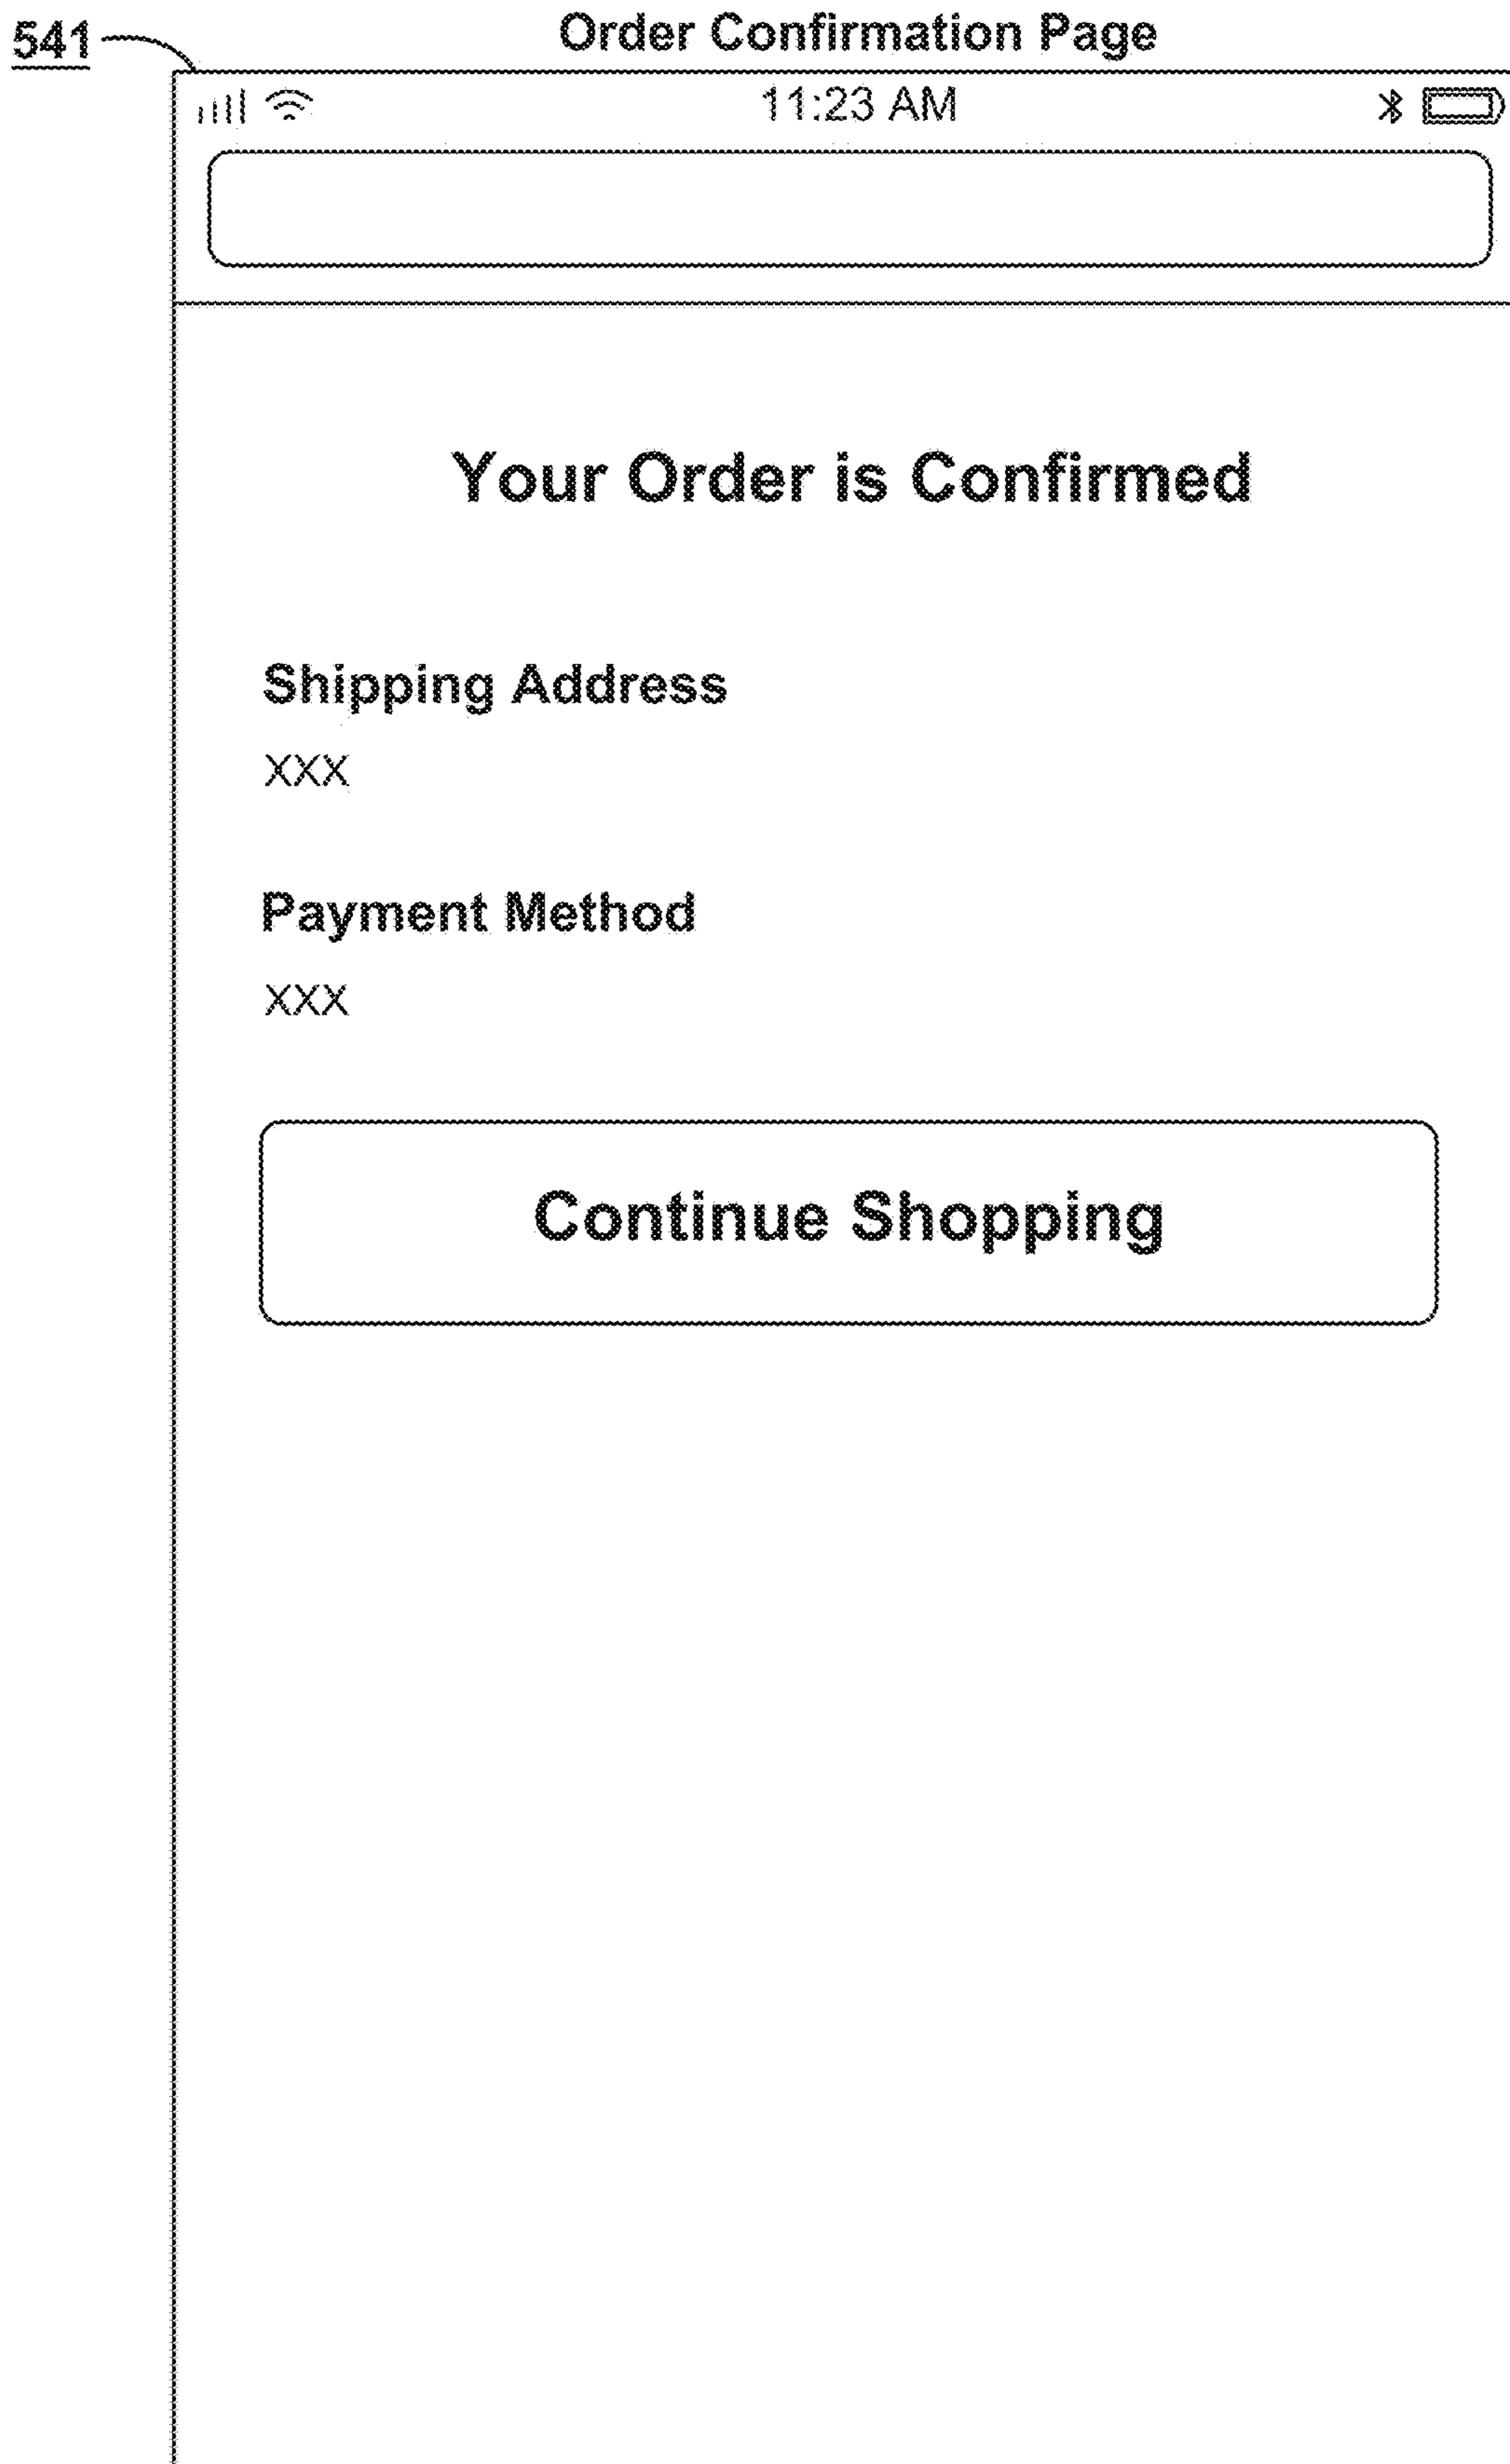 Order Confirmation Page
541
11:23 AM
Your Order is Confirmed
Shipping Address
XXX
Payment Method
XXX
Continue Shopping